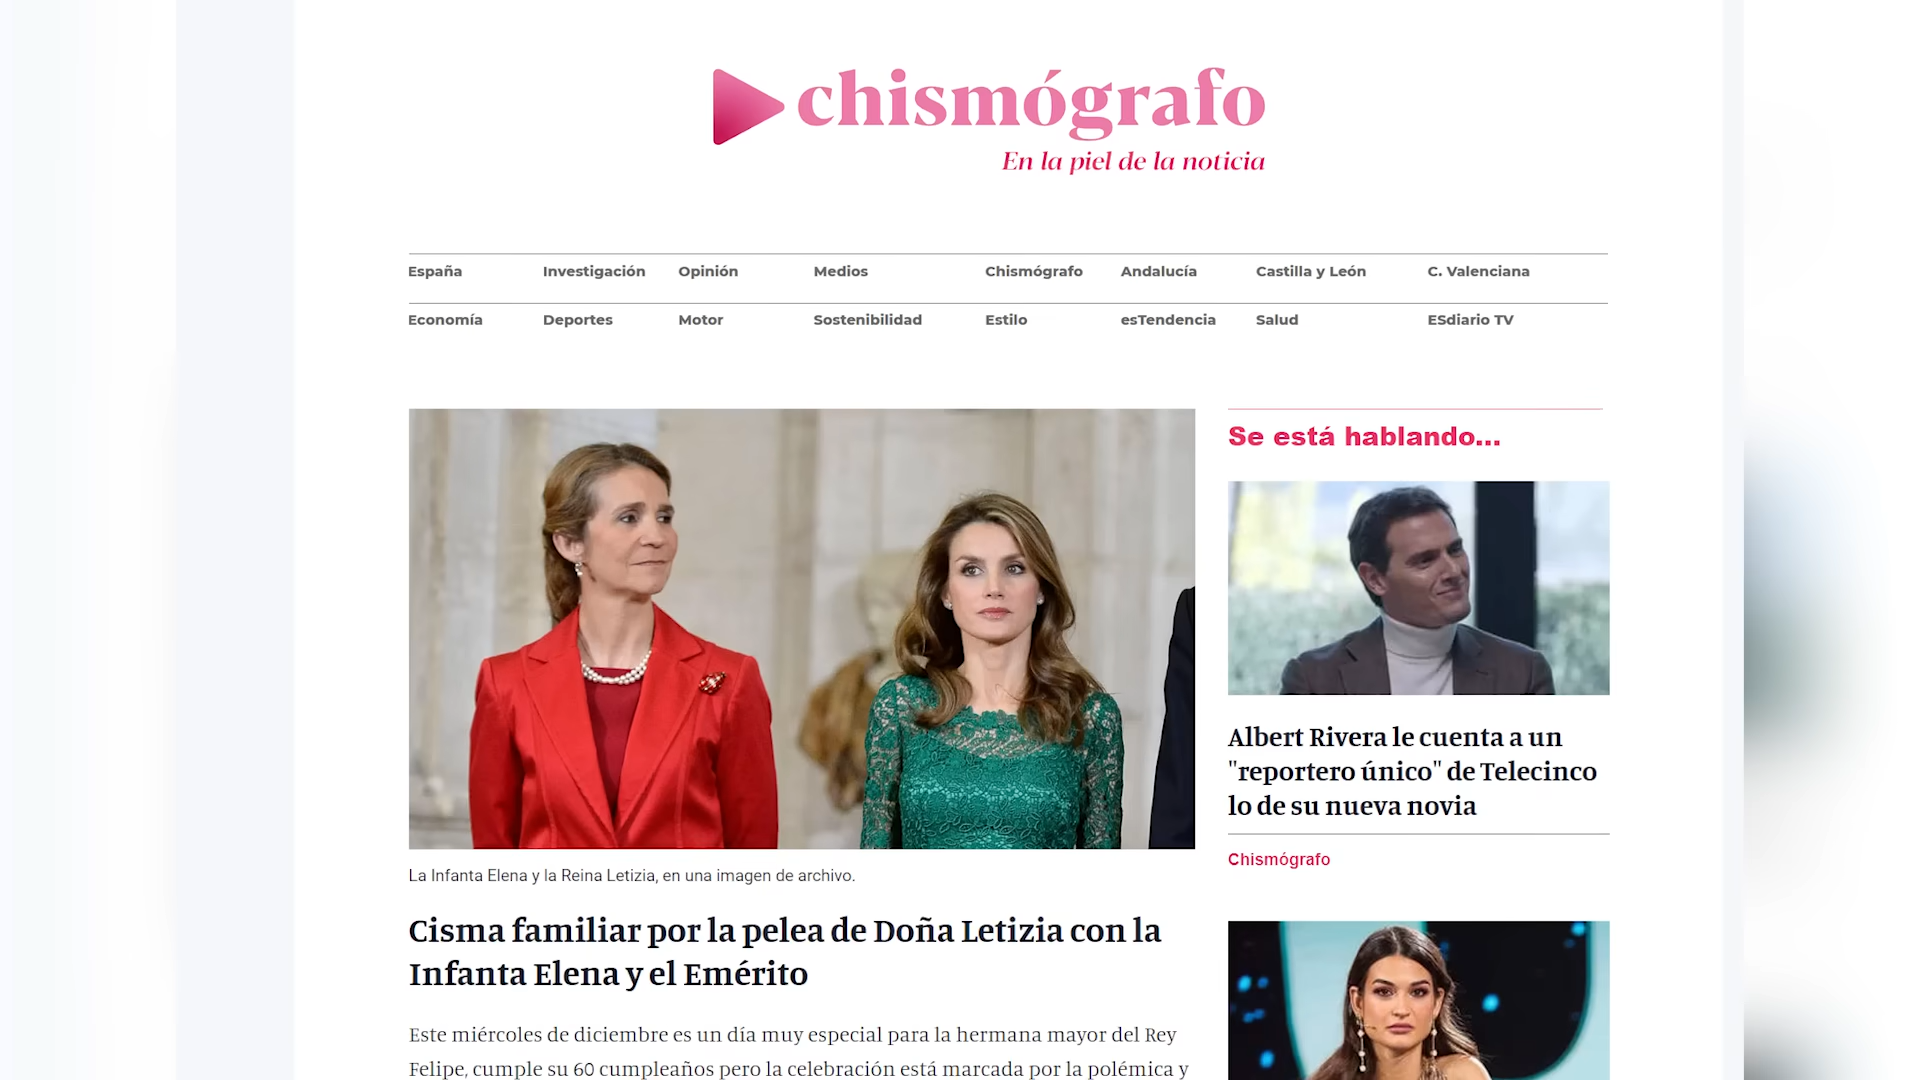 chismógrafo
En la piel de la noticia
España Investigación Opinión Medios Chismógrafo Andalucía Castilla y León C. Valenciana
Economía Deportes Motor Sostenibilidad Estilo esTendencia Salud ESdiario TV
La Infanta Elena y la Reina Letizia, en una imagen de archivo.
Cisma familiar por la pelea de Doña Letizia con la
Infanta Elena y el Emérito
Este miércoles de diciembre es un día muy especial para la hermana mayor del Rey
Felipe, cumple su 60 cumpleaños pero la celebración está marcada por la polémica y
Se está hablando...
Albert Rivera le cuenta a un
"reportero único" de Telecinco
lo de su nueva novia
Chismógrafo